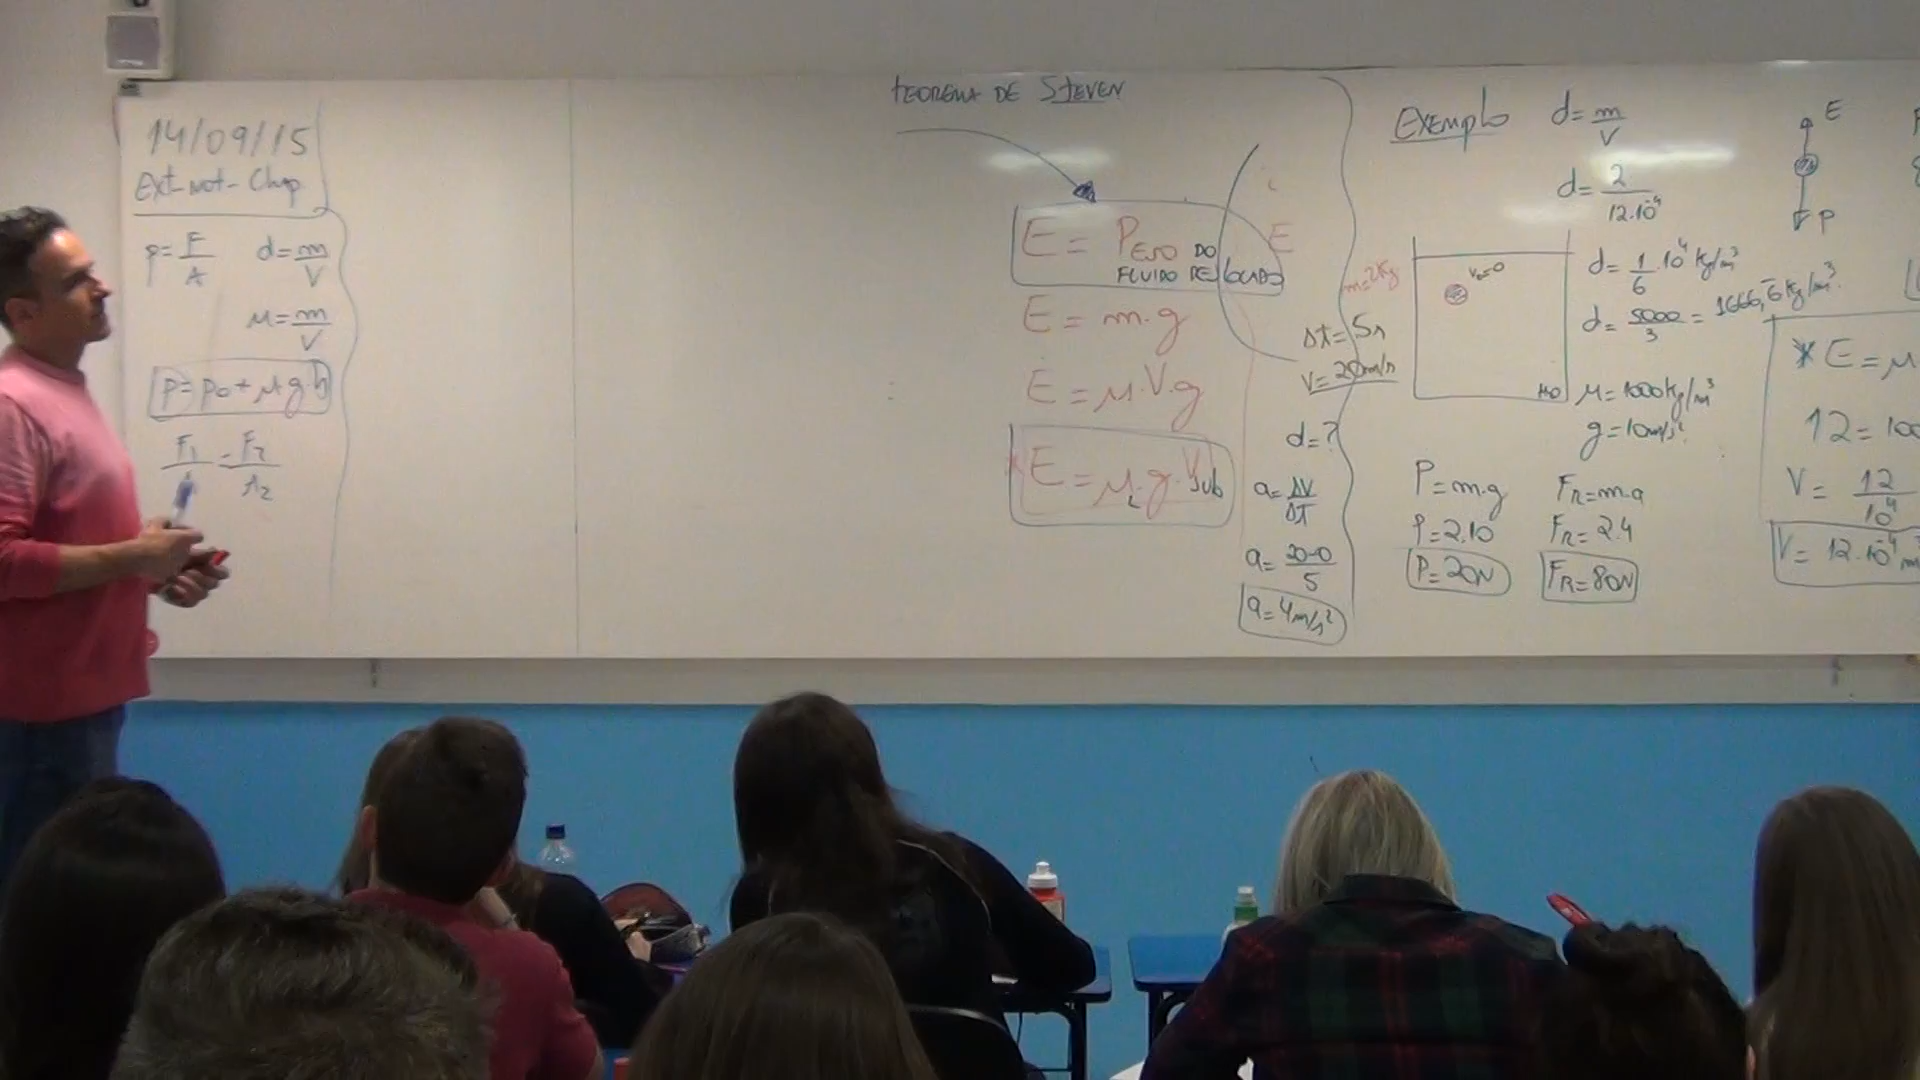 14/09/15
Ext-Not-Chap
p = F/A d = m/V
μ = m/V
p = p0 + μ.g.h
F1/ = F2/A2
TEOREMA DE STEVEN
E = PESO DO
FLUIDO DESLOCADO
E = m.g
E = μ.V.g
E = μL.g.Vsub
E
Δt = 5s
V = 20m/s
d = ?
a = ΔV/ΔT
a = 20-0/5
a = 4m/s²
Exemplo
d = m/V
d = 2/12.10⁻⁴
d = 1/6.10⁴ kg/m³
d = 5000/3 = 1666,6 kg/m³
m = 2kg
V0 = 0
H2O
μ = 1000kg/m³
g = 10m/s²
P = m.g
P = 2.10
P = 20N
FR = m.a
FR = 2.4
FR = 80N
E
P
* E = μ
12 = 100
V = 12/10⁴
V = 12.10⁻⁴ m³